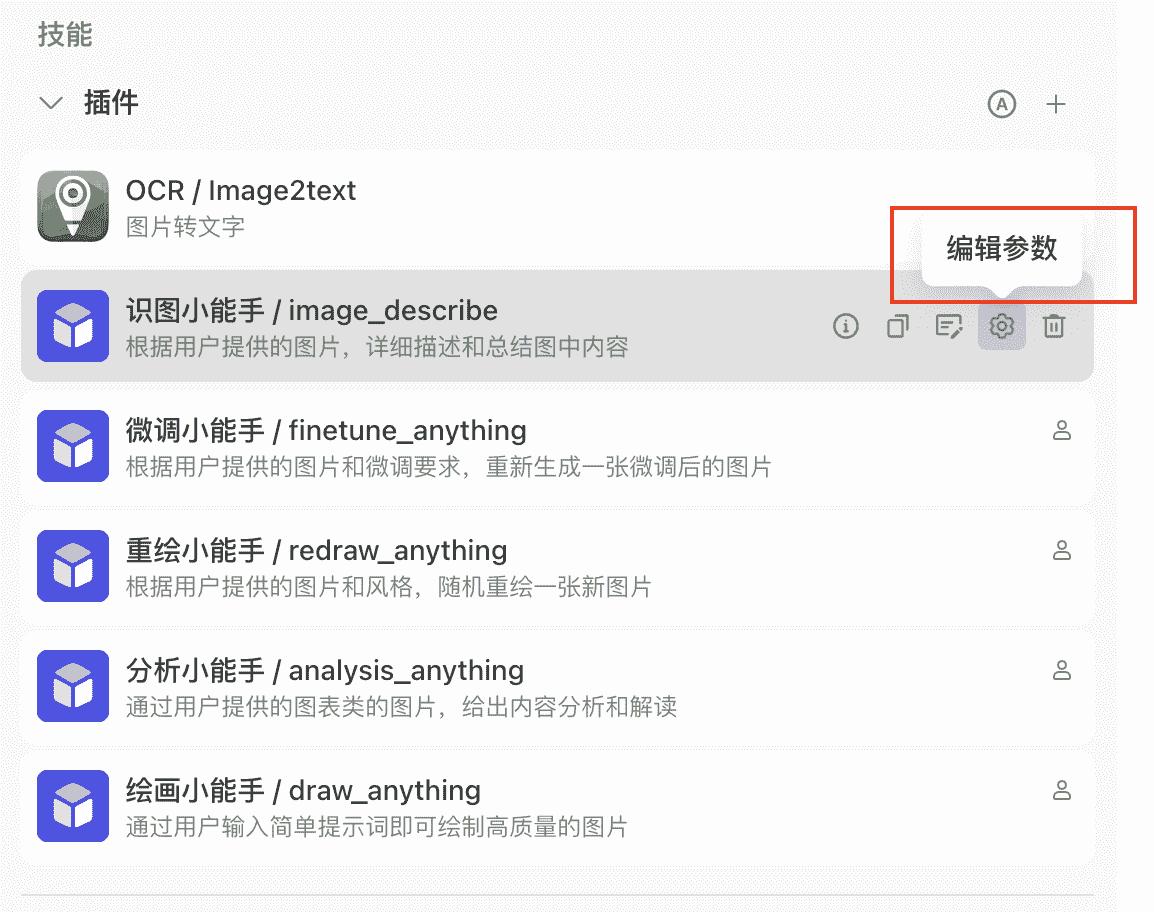 技能
插件
A
OCR / Image2text
图片转文字
编辑参数
识图小能手 / image_describe
根据用户提供的图片，详细描述和总结图中内容
微调小能手 / finetune_anything
根据用户提供的图片和微调要求，重新生成一张微调后的图片
重绘小能手 / redraw_anything
根据用户提供的图片和风格，随机重绘一张新图片
分析小能手 / analysis_anything
通过用户提供的图表类的图片，给出内容分析和解读
绘画小能手 / draw_anything
通过用户输入简单提示词即可绘制高质量的图片